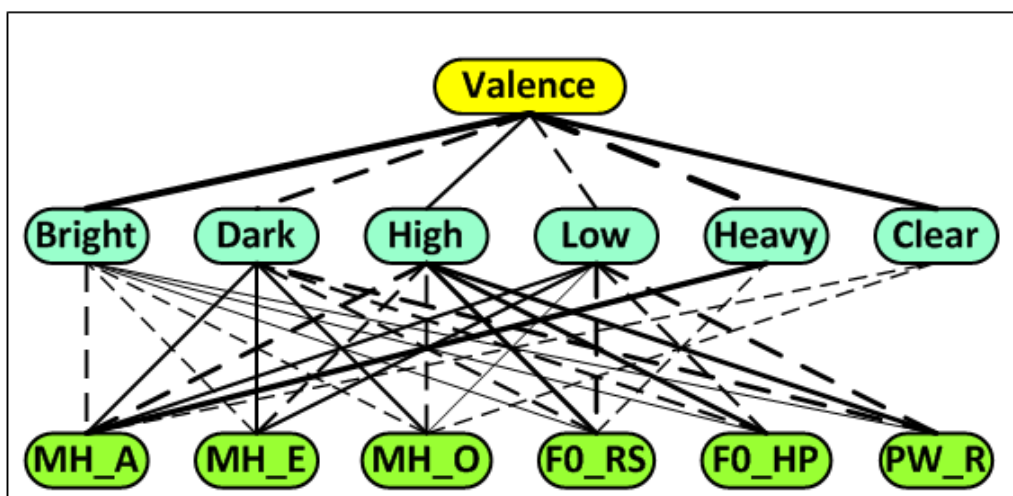 Valence
Bright Dark High Low Heavy Clear
MH_A MH_E MH_O F0_RS F0_HP PW_R